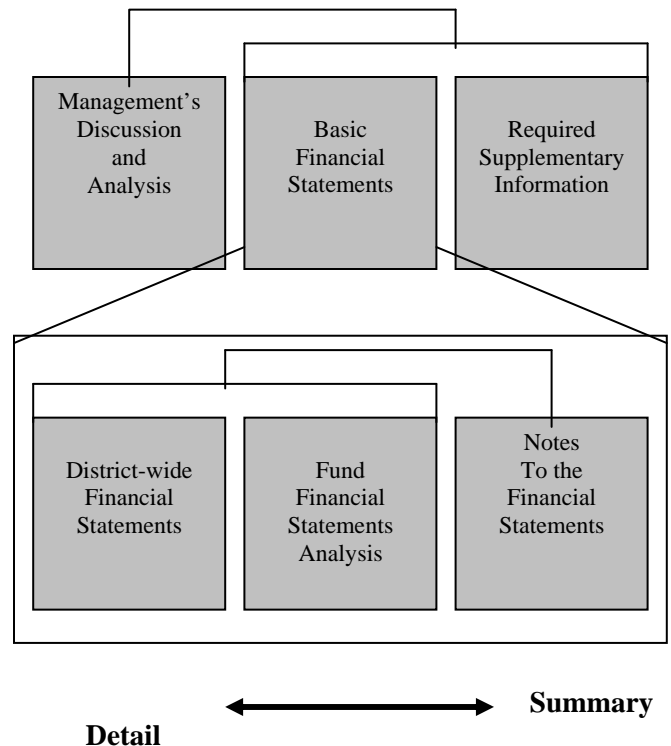 Management's
Discussion
and
Analysis
Basic
Financial
Statements
Required
Supplementary
Information
District-wide
Financial
Statements
Fund
Financial
Statements
Analysis
Notes
To the
Financial
Statements
Summary
Detail